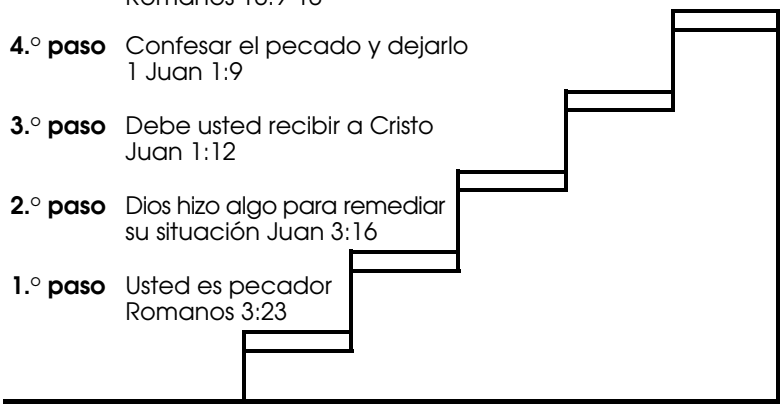 4.° paso Confesar el pecado y dejarlo
1 Juan 1:9
3.° paso Debe usted recibir a Cristo
Juan 1:12
2.° paso Dios hizo algo para remediar
su situación Juan 3:16
1.° paso Usted es pecador
Romanos 3:23